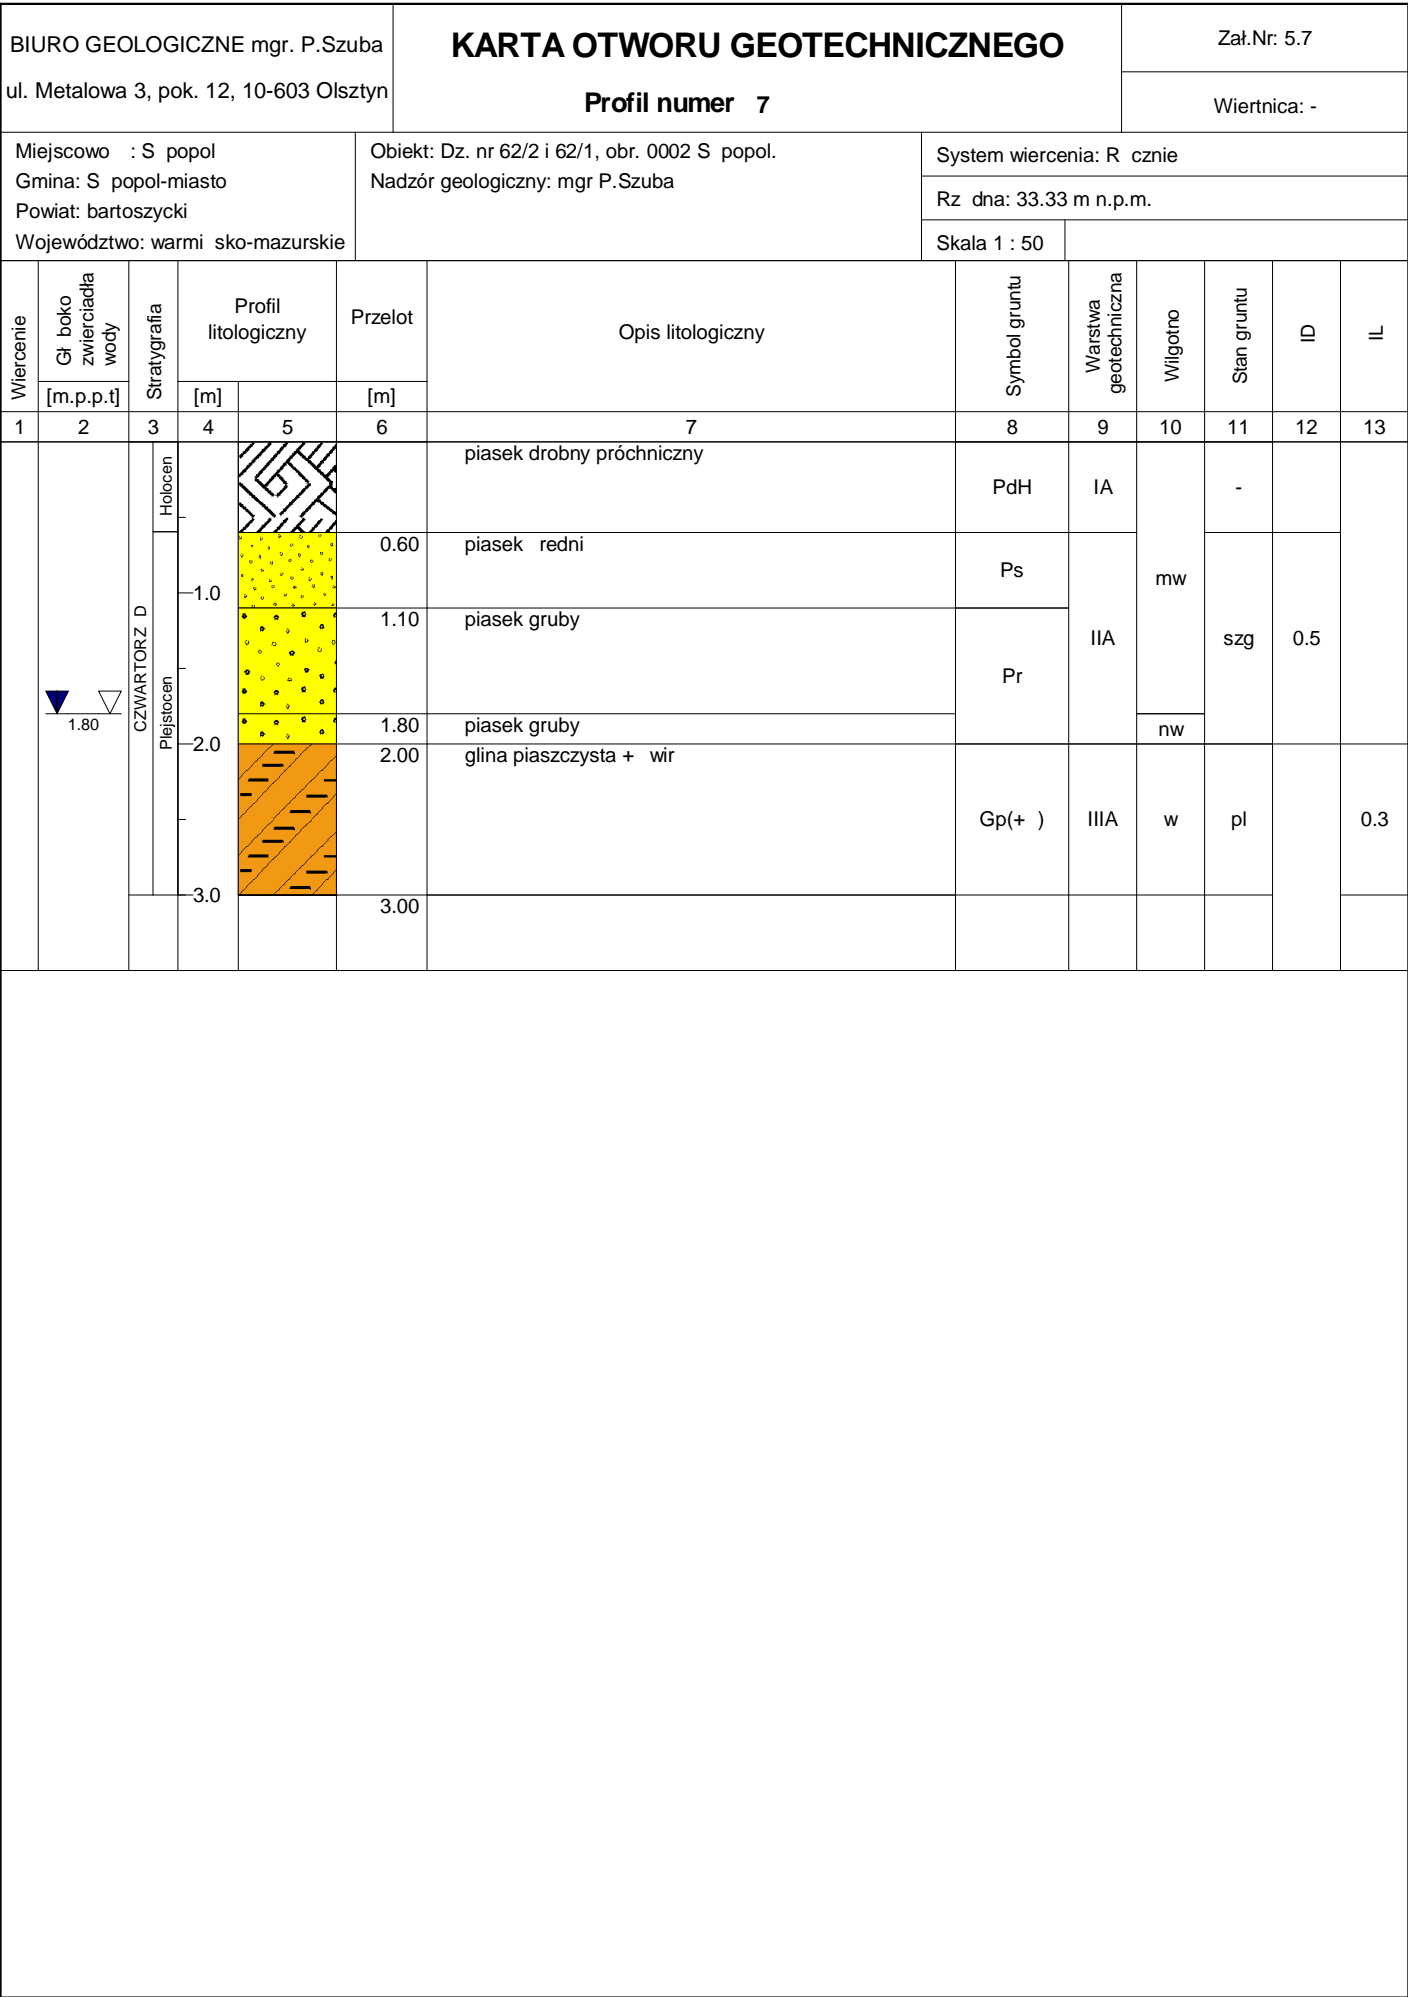 BIURO GEOLOGICZNE mgr. P.Szuba
ul. Metalowa 3, pok. 12, 10-603 Olsztyn
KARTA OTWORU GEOTECHNICZNEGO
Profil numer 7
Zał.Nr: 5.7
Wiertnica: -
Miejscowo : S popol
Gmina: S popol-miasto
Powiat: bartoszycki
Województwo: warmi sko-mazurskie
Obiekt: Dz. nr 62/2 i 62/1, obr. 0002 S popol.
Nadzór geologiczny: mgr P.Szuba
System wiercenia: R cznie
Rz dna: 33.33 m n.p.m.
Skala 1 : 50
Wiercenie
Gł boko
zwierciadła
wody
[m.p.p.t]
Stratygrafia
Profil
litologiczny
[m]
Przelot
[m]
Opis litologiczny
Symbol gruntu
Warstwa
geotechniczna
Wilgotno
Stan gruntu
ID
IL
1 2 3 4 5 6 7 8 9 10 11 12 13
Holocen
piasek drobny próchniczny
PdH IA -
0.60 piasek redni
Ps
mw
1.0
1.10 piasek gruby
Pr
IIA
szg 0.5
CZWARTORZ D
Plejstocen
1.80
1.80 piasek gruby
nw
2.0
2.00 glina piaszczysta + wir
Gp(+ ) IIIA w pl 0.3
3.0
3.00